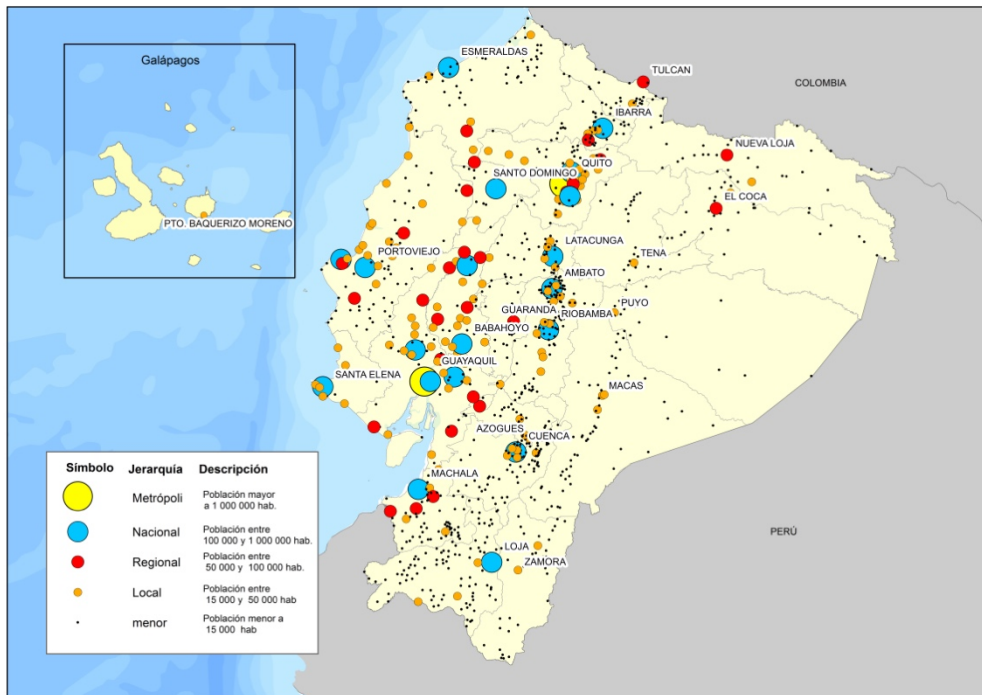 Galápagos
PTO. BAQUERIZO MORENO
ESMERALDAS
TULCAN
COLOMBIA
IBARRA
NUEVA LOJA
QUITO
SANTO DOMINGO
EL COCA
LATACUNGA
PORTOVIEJO
TENA
AMBATO
PUYO
GUARANDA
RIOBAMBA
BABAHOYO
GUAYAQUIL
SANTA ELENA
MACAS
AZOGUES
CUENCA
MACHALA
PERÚ
LOJA
ZAMORA
Símbolo Jerarquía Descripción
Metrópoli Población mayor
a 1 000 000 hab.
Nacional Población entre
100 000 y 1 000 000 hab.
Regional Población entre
50 000 y 100 000 hab.
Local Población entre
15 000 y 50 000 hab
menor Población menor a
15 000 hab